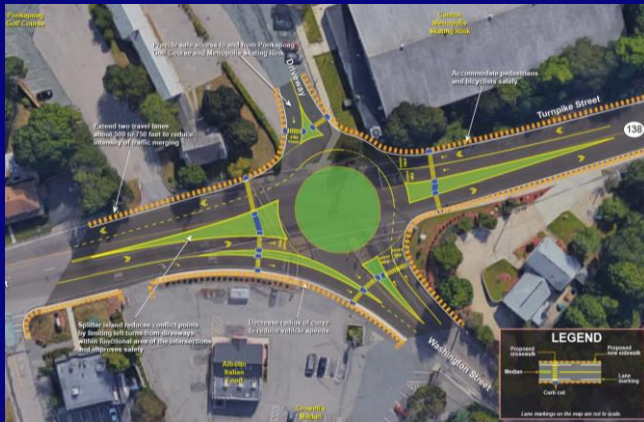 Ponkapoag
Golf Course
Canton
Metropolis
Skating Rink
Provide safe access to and from Ponkapoag
Golf Course and Metropolis Skating Rink
Driveway
Accommodate pedestrians
and bicyclists safely
Turnpike Street
138
Extend two travel lanes
about 500 to 750 feet to reduce
intensity of traffic merging
Splitter island reduces conflict points
by limiting left turns from driveways
within functional area of the intersections
and improves safety
Decrease radius of curve
to reduce vehicle speeds
Washington Street
Alfredo
Italian
Food
Market
LEGEND
Proposed
crosswalk
Proposed
new sidewalk
Median
Lane
marking
Curb cut
Lane markings on the map are not to scale.